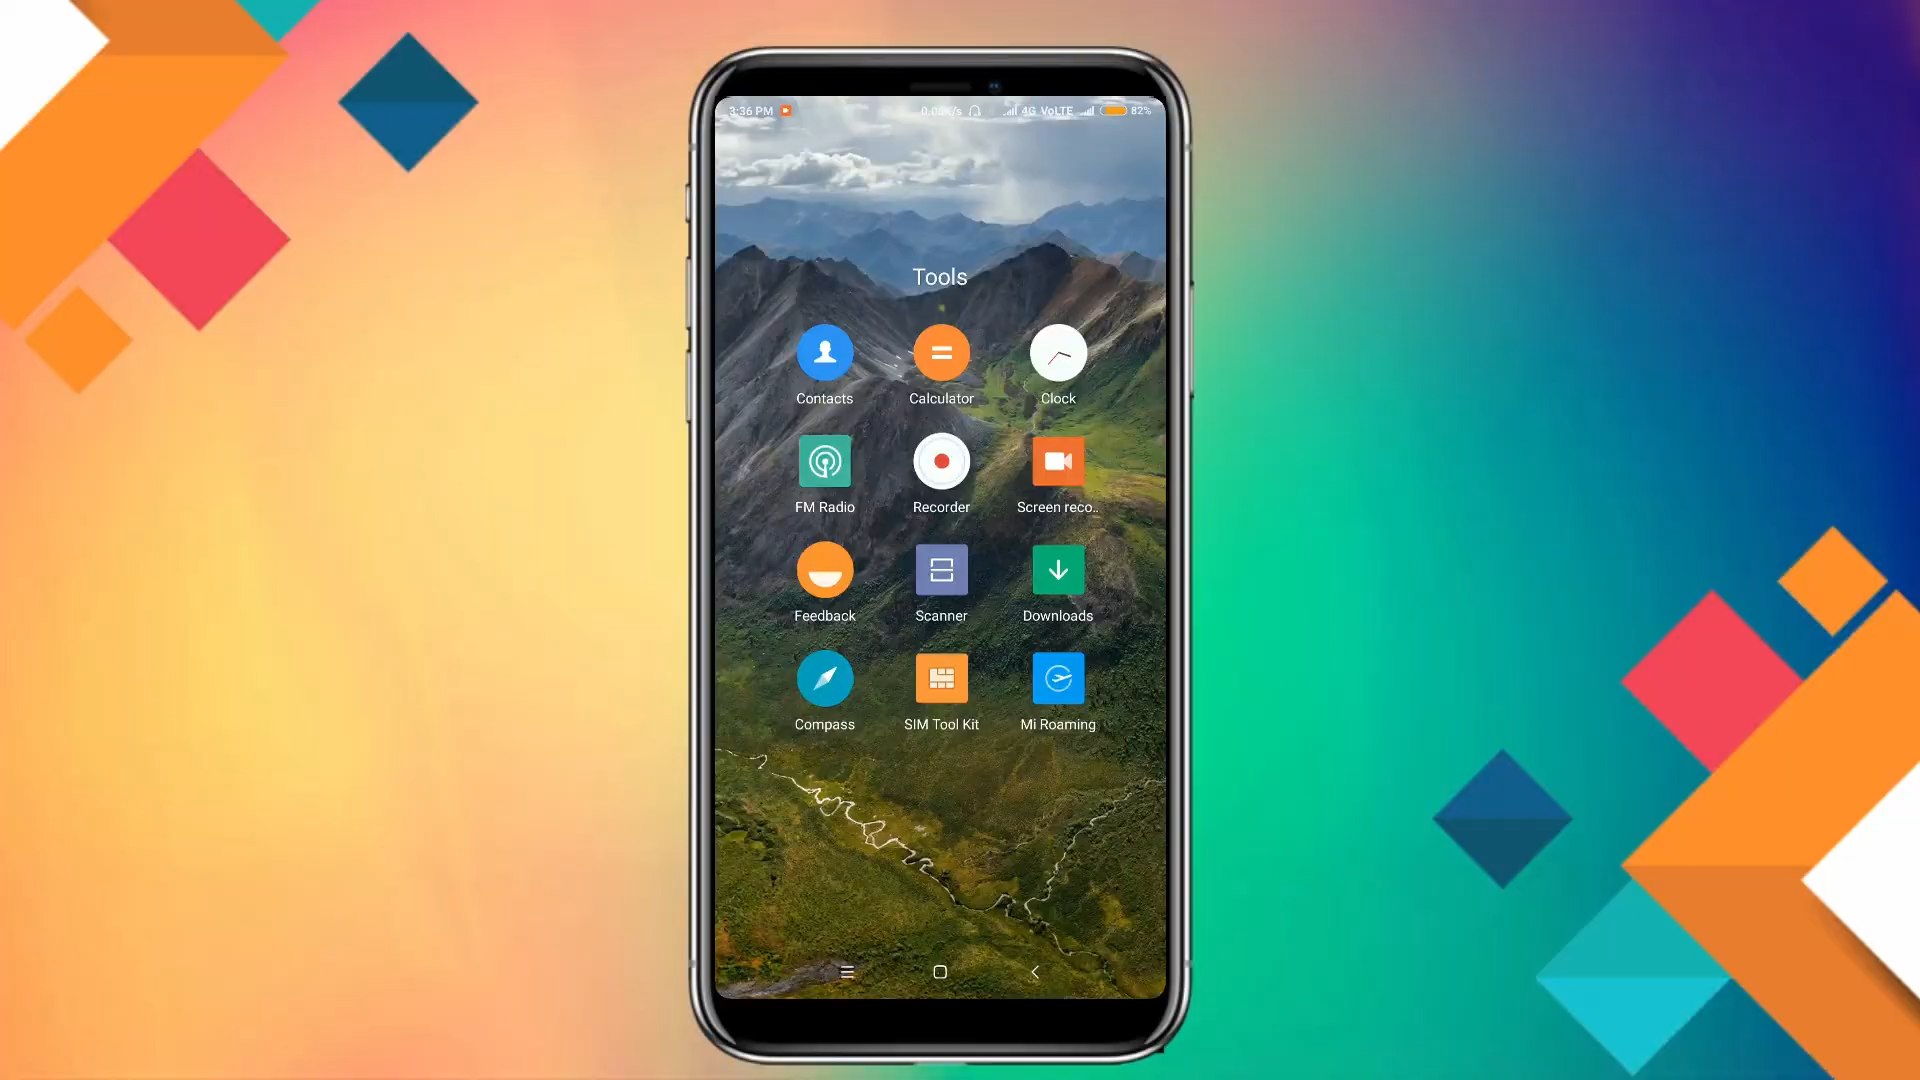 3:36 PM 4G VoLTE 82%
Tools
Contacts Calculator Clock
FM Radio Recorder Screen reco..
Feedback Scanner Downloads
Compass SIM Tool Kit Mi Roaming